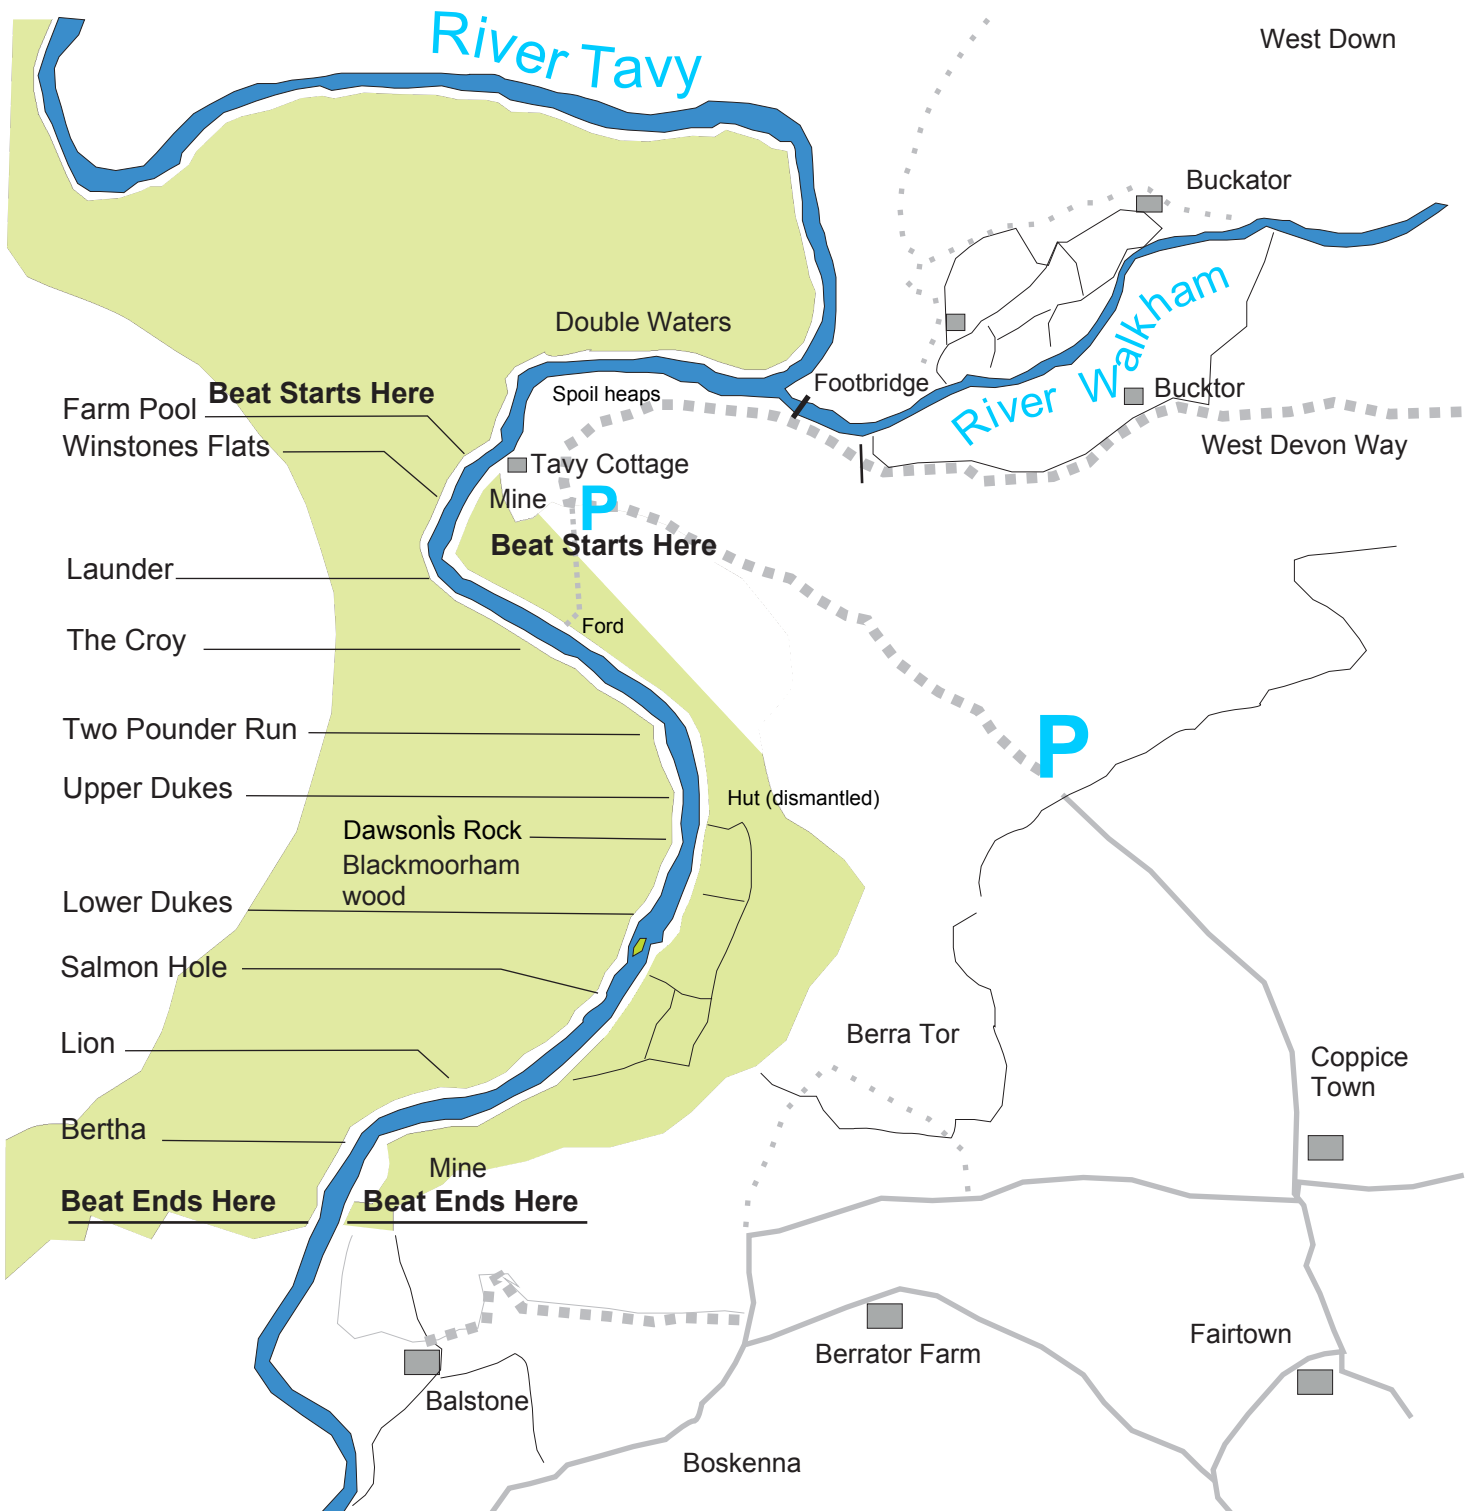 River Tavy
West Down
Buckator
River Walkham
Double Waters
Footbridge
Beat Starts Here
Spoil heaps
Bucktor
Farm Pool
Winstones Flats
West Devon Way
Tavy Cottage
Mine
P
Beat Starts Here
Launder
Ford
The Croy
Two Pounder Run
P
Upper Dukes
Hut (dismantled)
DawsonÌs Rock
Blackmoorham
wood
Lower Dukes
Salmon Hole
Lion
Berra Tor
Coppice
Town
Bertha
Mine
Beat Ends Here
Beat Ends Here
Fairtown
Berrator Farm
Balstone
Boskenna